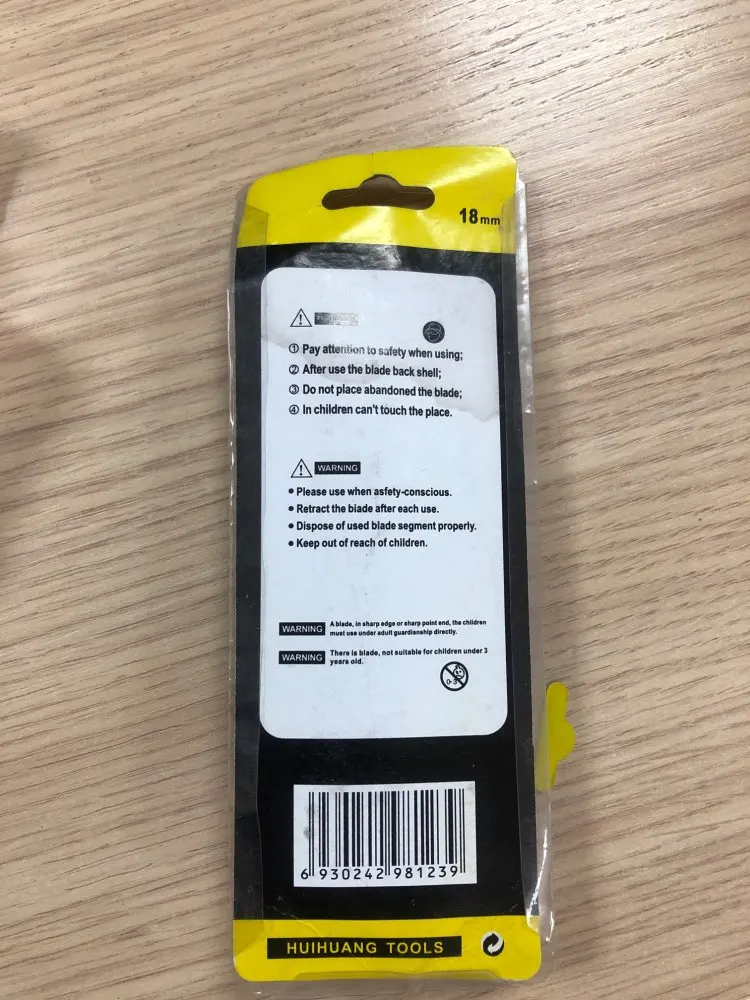 18mm
① Pay attention to safety when using;
② After use the blade back shell;
③ Do not place abandoned the blade;
④ In children can't touch the place.
WARNING
● Please use when asfety-conscious.
● Retract the blade after each use.
● Dispose of used blade segment properly.
● Keep out of reach of children.
WARNING A blade, in sharp edge or sharp point end, the children
must use under adult guardianship directly.
WARNING There is blade, not suitable for children under 3
years old.
0-3
6 930242 981239
HUIHUANG TOOLS